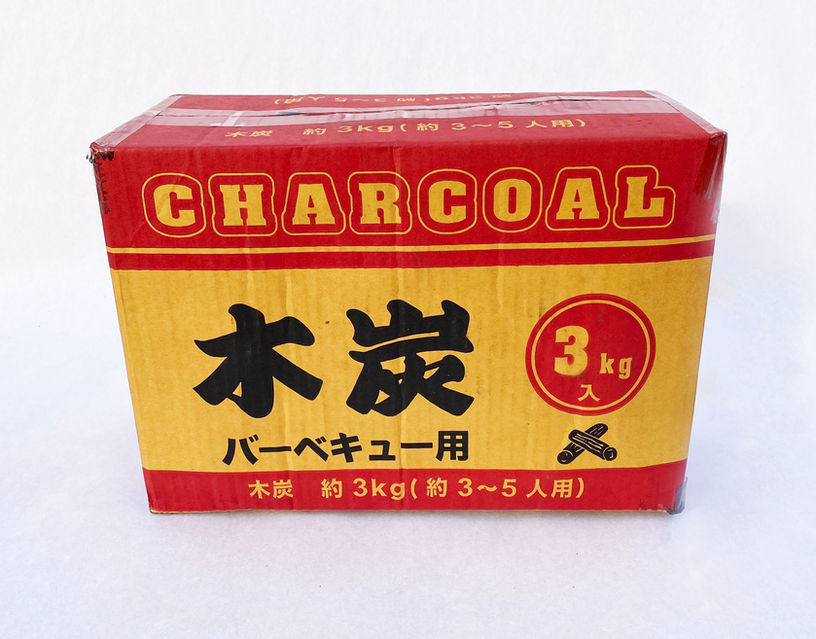 木炭 約3kg(約3～5人用)
CHARCOAL
木炭
3kg
入
バーベキュー用
木炭 約3kg(約3～5人用)